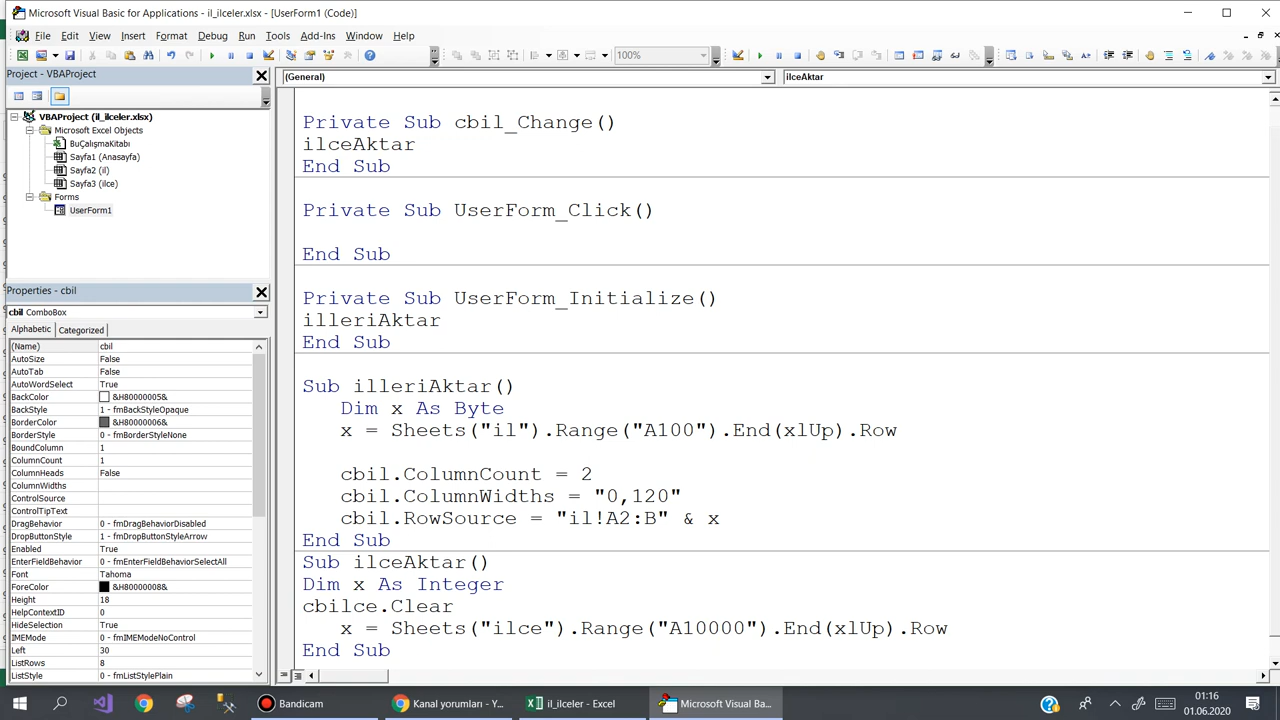 Microsoft Visual Basic for Applications - il_ilceler.xlsx - [UserForm1 (Code)]
File Edit View Insert Format Debug Run Tools Add-Ins Window Help
100%
Project - VBAProject
VBAProject (il_ilceler.xlsx)
Microsoft Excel Objects
BuÇalışmaKitabı
Sayfa1 (Anasayfa)
Sayfa2 (il)
Sayfa3 (ilce)
Forms
UserForm1
Properties - cbil
cbil ComboBox
Alphabetic Categorized
(Name) cbil
AutoSize False
AutoTab False
AutoWordSelect True
BackColor &H80000005&
BackStyle 1 - fmBackStyleOpaque
BorderColor &H80000006&
BorderStyle 0 - fmBorderStyleNone
BoundColumn 1
ColumnCount 1
ColumnHeads False
ColumnWidths
ControlSource
ControlTipText
DragBehavior 0 - fmDragBehaviorDisabled
DropButtonStyle 1 - fmDropButtonStyleArrow
Enabled True
EnterFieldBehavior 0 - fmEnterFieldBehaviorSelectAll
Font Tahoma
ForeColor &H80000008&
Height 18
HelpContextID 0
HideSelection True
IMEMode 0 - fmIMEModeNoControl
Left 30
ListRows 8
ListStyle 0 - fmListStylePlain
(General) ilceAktar
Private Sub cbil_Change()
ilceAktar
End Sub
Private Sub UserForm_Click()
End Sub
Private Sub UserForm_Initialize()
illeriAktar
End Sub
Sub illeriAktar()
Dim x As Byte
x = Sheets("il").Range("A100").End(xlUp).Row
cbil.ColumnCount = 2
cbil.ColumnWidths = "0,120"
cbil.RowSource = "il!A2:B" & x
End Sub
Sub ilceAktar()
Dim x As Integer
cbilce.Clear
x = Sheets("ilce").Range("A10000").End(xlUp).Row
End Sub
Bandicam
Kanal yorumları - Y...
il_ilceler - Excel
Microsoft Visual Ba...
01:16
01.06.2020